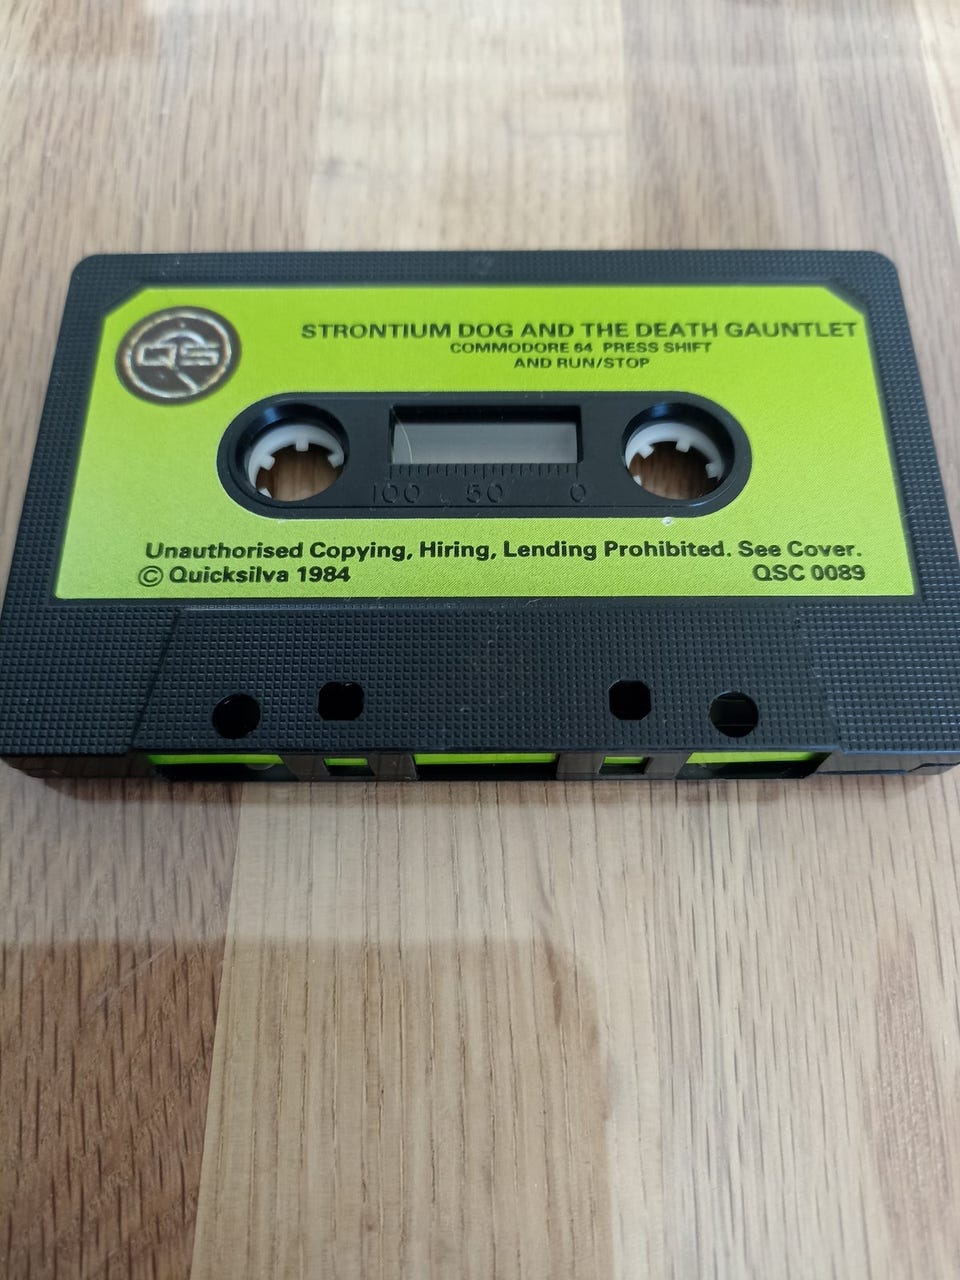 QS
STRONTIUM DOG AND THE DEATH GAUNTLET
COMMODORE 64 PRESS SHIFT
AND RUN/STOP
100 50 0
Unauthorised Copying, Hiring, Lending Prohibited. See Cover.
© Quicksilva 1984 QSC 0089